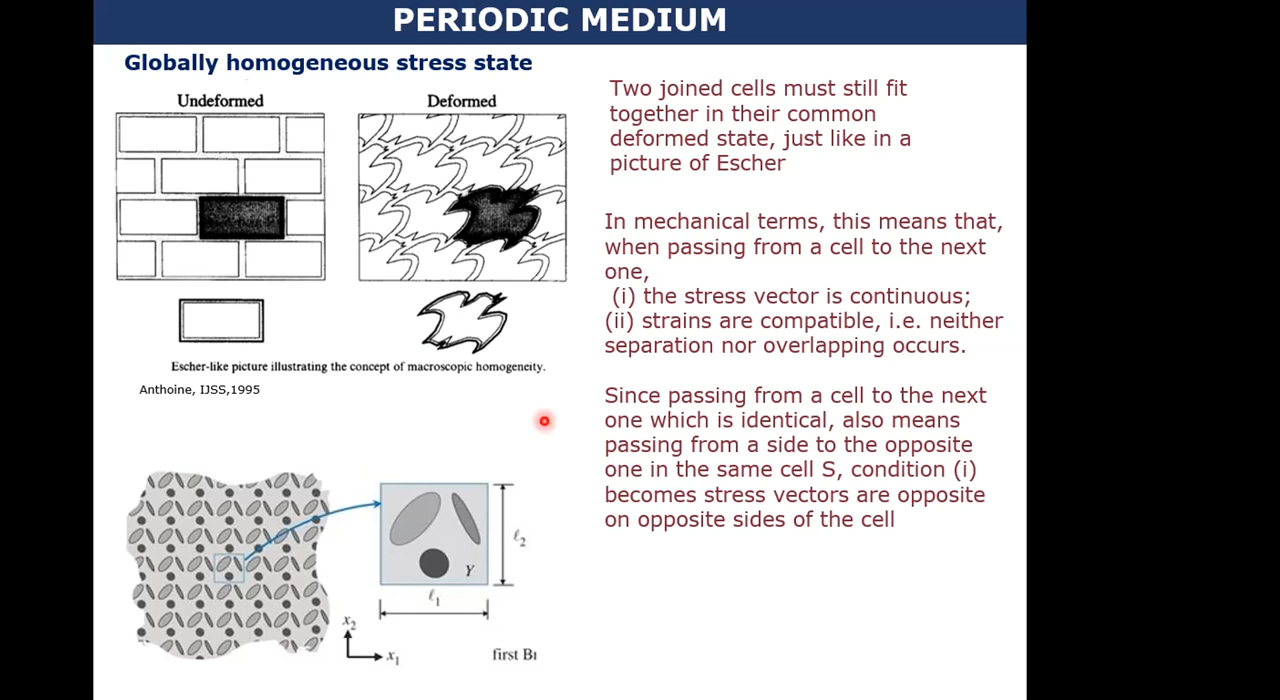 PERIODIC MEDIUM
Globally homogeneous stress state
Undeformed
Deformed
Escher-like picture illustrating the concept of macroscopic homogeneity.
Anthoine, IJSS,1995
Two joined cells must still fit
together in their common
deformed state, just like in a
picture of Escher
In mechanical terms, this means that,
when passing from a cell to the next
one,
(i) the stress vector is continuous;
(ii) strains are compatible, i.e. neither
separation nor overlapping occurs.
Since passing from a cell to the next
one which is identical, also means
passing from a side to the opposite
one in the same cell S, condition (i)
becomes stress vectors are opposite
on opposite sides of the cell
Y
ℓ₂
ℓ₁
x₂
x₁
first